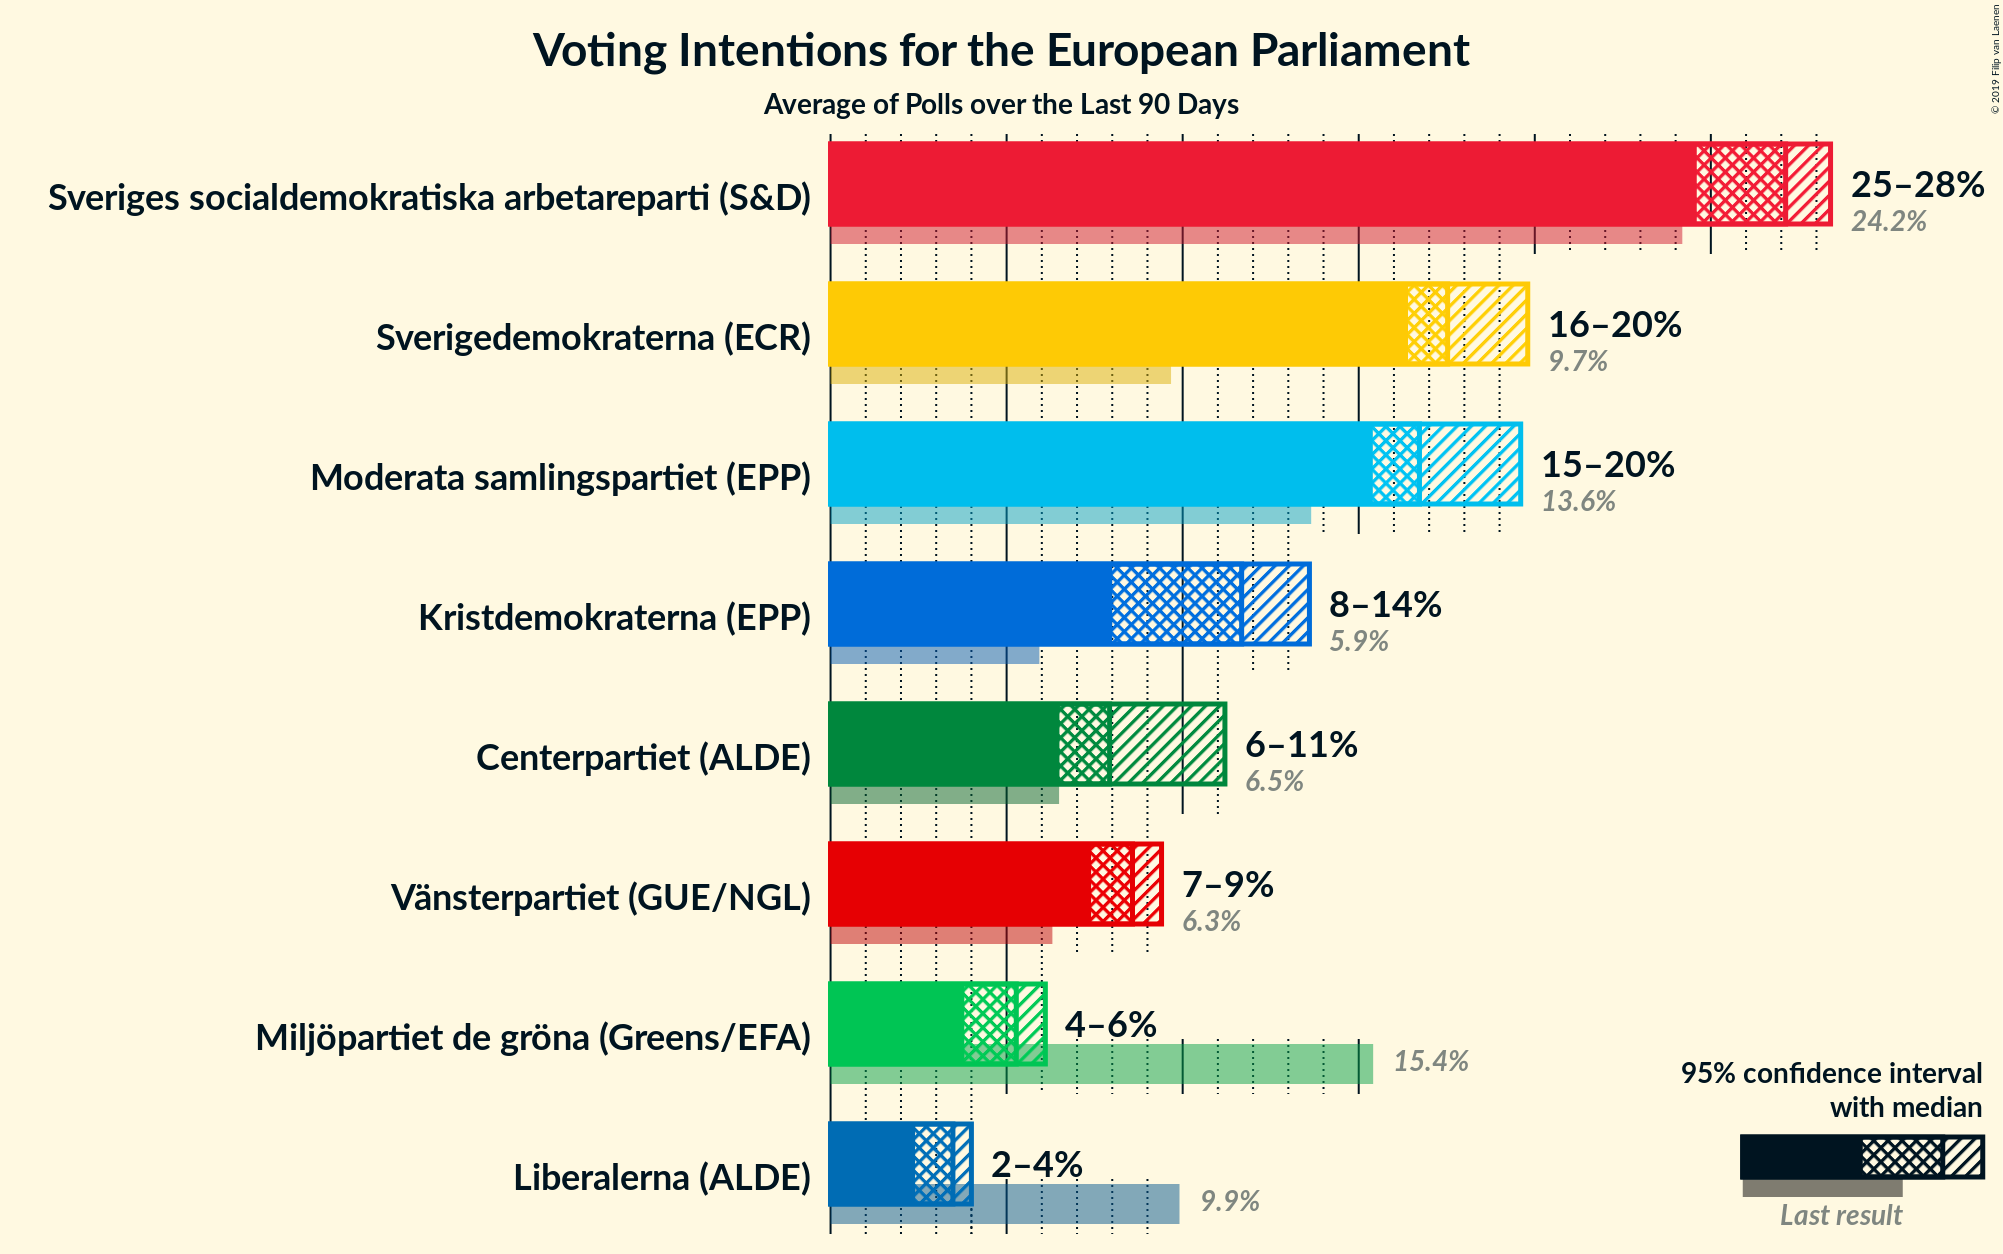 Voting Intentions for the European Parliament
Average of Polls over the Last 90 Days
© 2019 Filip van Laenen
Sveriges socialdemokratiska arbetareparti (S&D)
25–28%
24.2%
Sverigedemokraterna (ECR)
16–20%
9.7%
Moderata samlingspartiet (EPP)
15–20%
13.6%
Kristdemokraterna (EPP)
8–14%
5.9%
Centerpartiet (ALDE)
6–11%
6.5%
Vänsterpartiet (GUE/NGL)
7–9%
6.3%
Miljöpartiet de gröna (Greens/EFA)
4–6%
15.4%
Liberalerna (ALDE)
2–4%
9.9%
95% confidence interval
with median
Last result